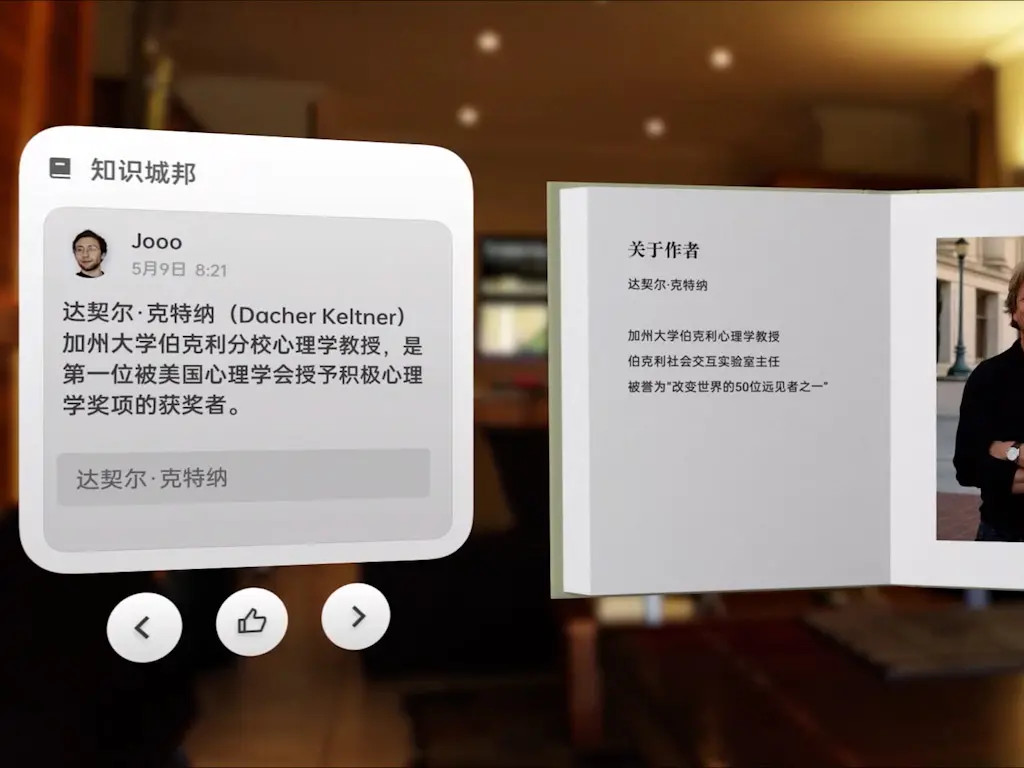 知识城邦
Jooo
5月9日 8:21
达契尔·克特纳（Dacher Keltner）
加州大学伯克利分校心理学教授，是
第一位被美国心理学会授予积极心理
学奖项的获奖者。
达契尔·克特纳
关于作者
达契尔·克特纳
加州大学伯克利心理学教授
伯克利社会交互实验室主任
被誉为"改变世界的50位远见者之一"